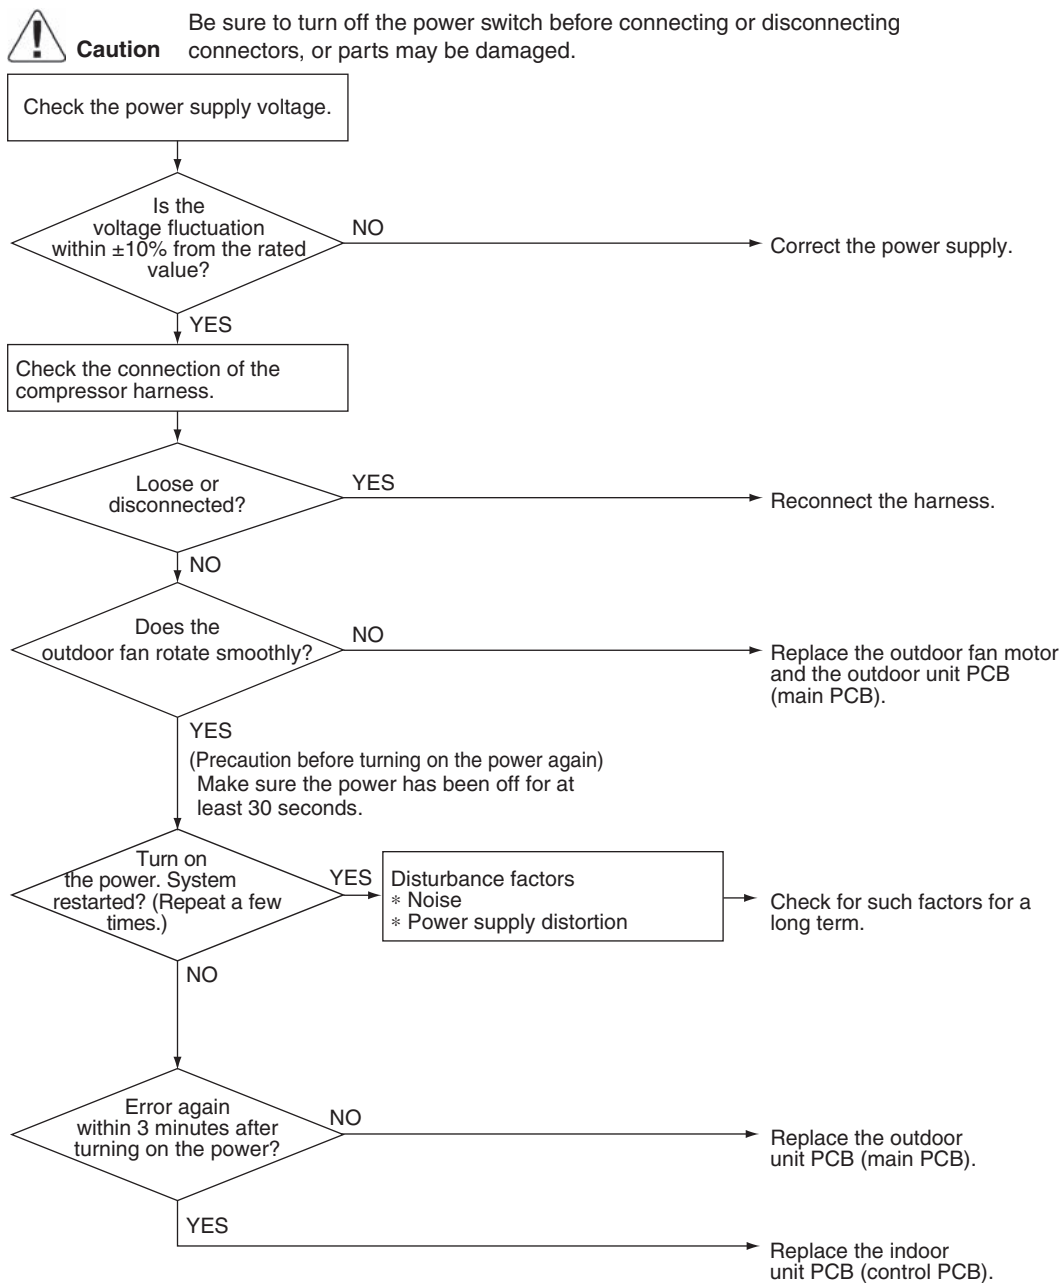 Be sure to turn off the power switch before connecting or disconnecting
Caution connectors, or parts may be damaged.
Check the power supply voltage.
Is the
voltage fluctuation
within ±10% from the rated
value?
NO
Correct the power supply.
YES
Check the connection of the
compressor harness.
Loose or
disconnected?
YES
Reconnect the harness.
NO
Does the
outdoor fan rotate smoothly?
NO
Replace the outdoor fan motor
and the outdoor unit PCB
(main PCB).
YES
(Precaution before turning on the power again)
Make sure the power has been off for at
least 30 seconds.
Turn on
the power. System
restarted? (Repeat a few
times.)
YES
Disturbance factors
* Noise
* Power supply distortion
Check for such factors for a
long term.
NO
Error again
within 3 minutes after
turning on the power?
NO
Replace the outdoor
unit PCB (main PCB).
YES
Replace the indoor
unit PCB (control PCB).